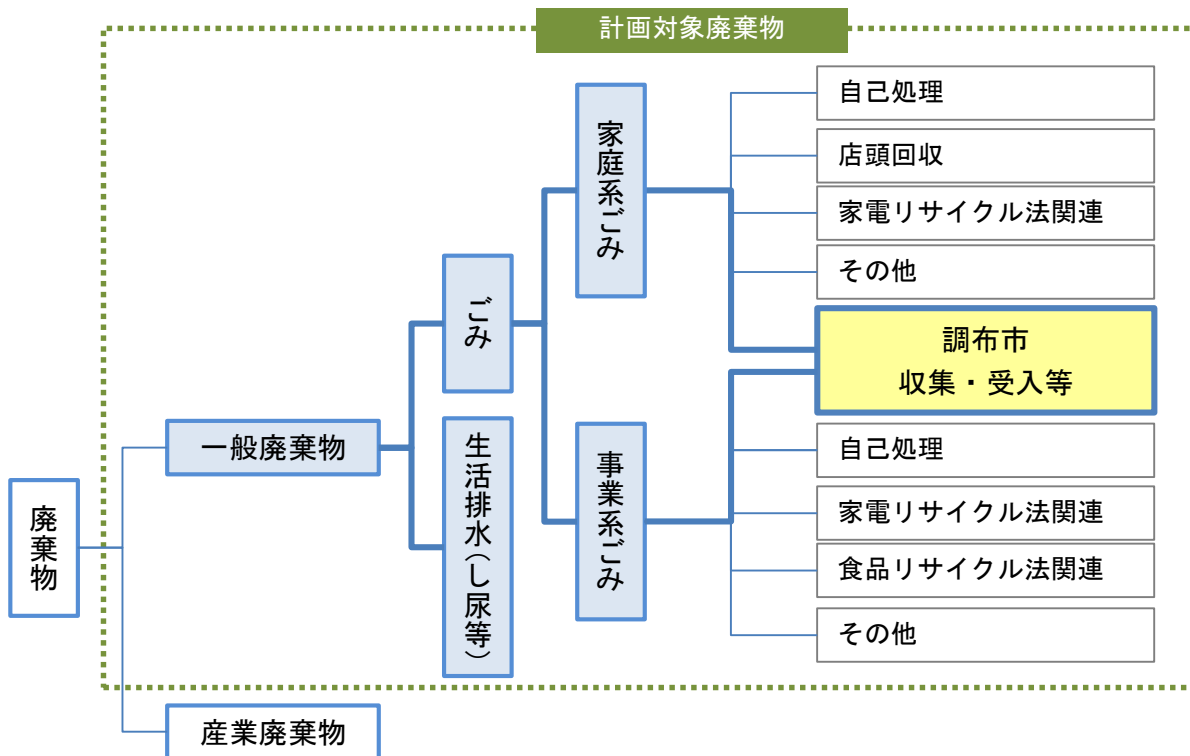 計画対象廃棄物
廃棄物
一般廃棄物
産業廃棄物
ごみ
生活排水(し尿等)
家庭系ごみ
事業系ごみ
自己処理
店頭回収
家電リサイクル法関連
その他
調布市
収集・受入等
自己処理
家電リサイクル法関連
食品リサイクル法関連
その他